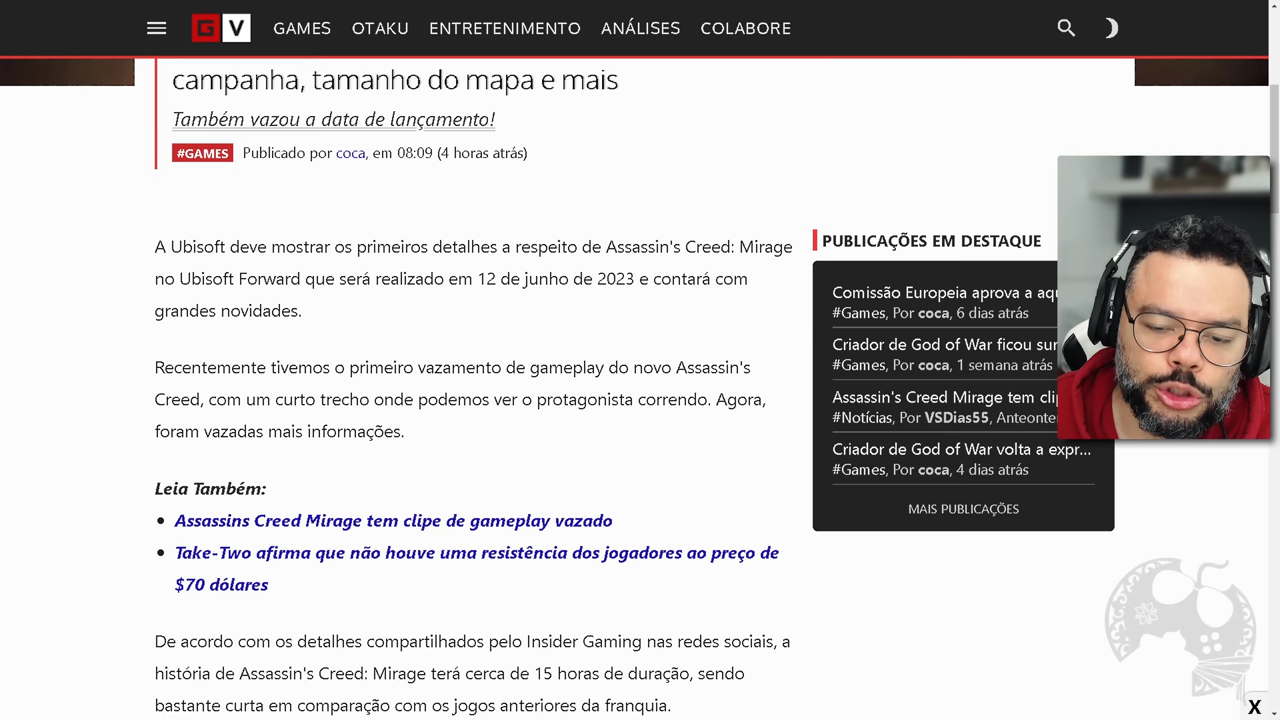 GV GAMES OTAKU ENTRETENIMENTO ANÁLISES COLABORE
campanha, tamanho do mapa e mais
Também vazou a data de lançamento!
#GAMES Publicado por coca, em 08:09 (4 horas atrás)
A Ubisoft deve mostrar os primeiros detalhes a respeito de Assassin's Creed: Mirage
no Ubisoft Forward que será realizado em 12 de junho de 2023 e contará com
grandes novidades.
Recentemente tivemos o primeiro vazamento de gameplay do novo Assassin's
Creed, com um curto trecho onde podemos ver o protagonista correndo. Agora,
foram vazadas mais informações.
Leia Também:
• Assassins Creed Mirage tem clipe de gameplay vazado
• Take-Two afirma que não houve uma resistência dos jogadores ao preço de
$70 dólares
De acordo com os detalhes compartilhados pelo Insider Gaming nas redes sociais, a
história de Assassin's Creed: Mirage terá cerca de 15 horas de duração, sendo
bastante curta em comparação com os jogos anteriores da franquia.
PUBLICAÇÕES EM DESTAQUE
Comissão Europeia aprova a
#Games, Por coca, 6 dias atrás
Criador de God of War ficou
#Games, Por coca, 1 semana atrás
Assassin's Creed Mirage tem
#Notícias, Por VSDias55,
Criador de God of War volta a expr...
#Games, Por coca, 4 dias atrás
MAIS PUBLICAÇÕES
X